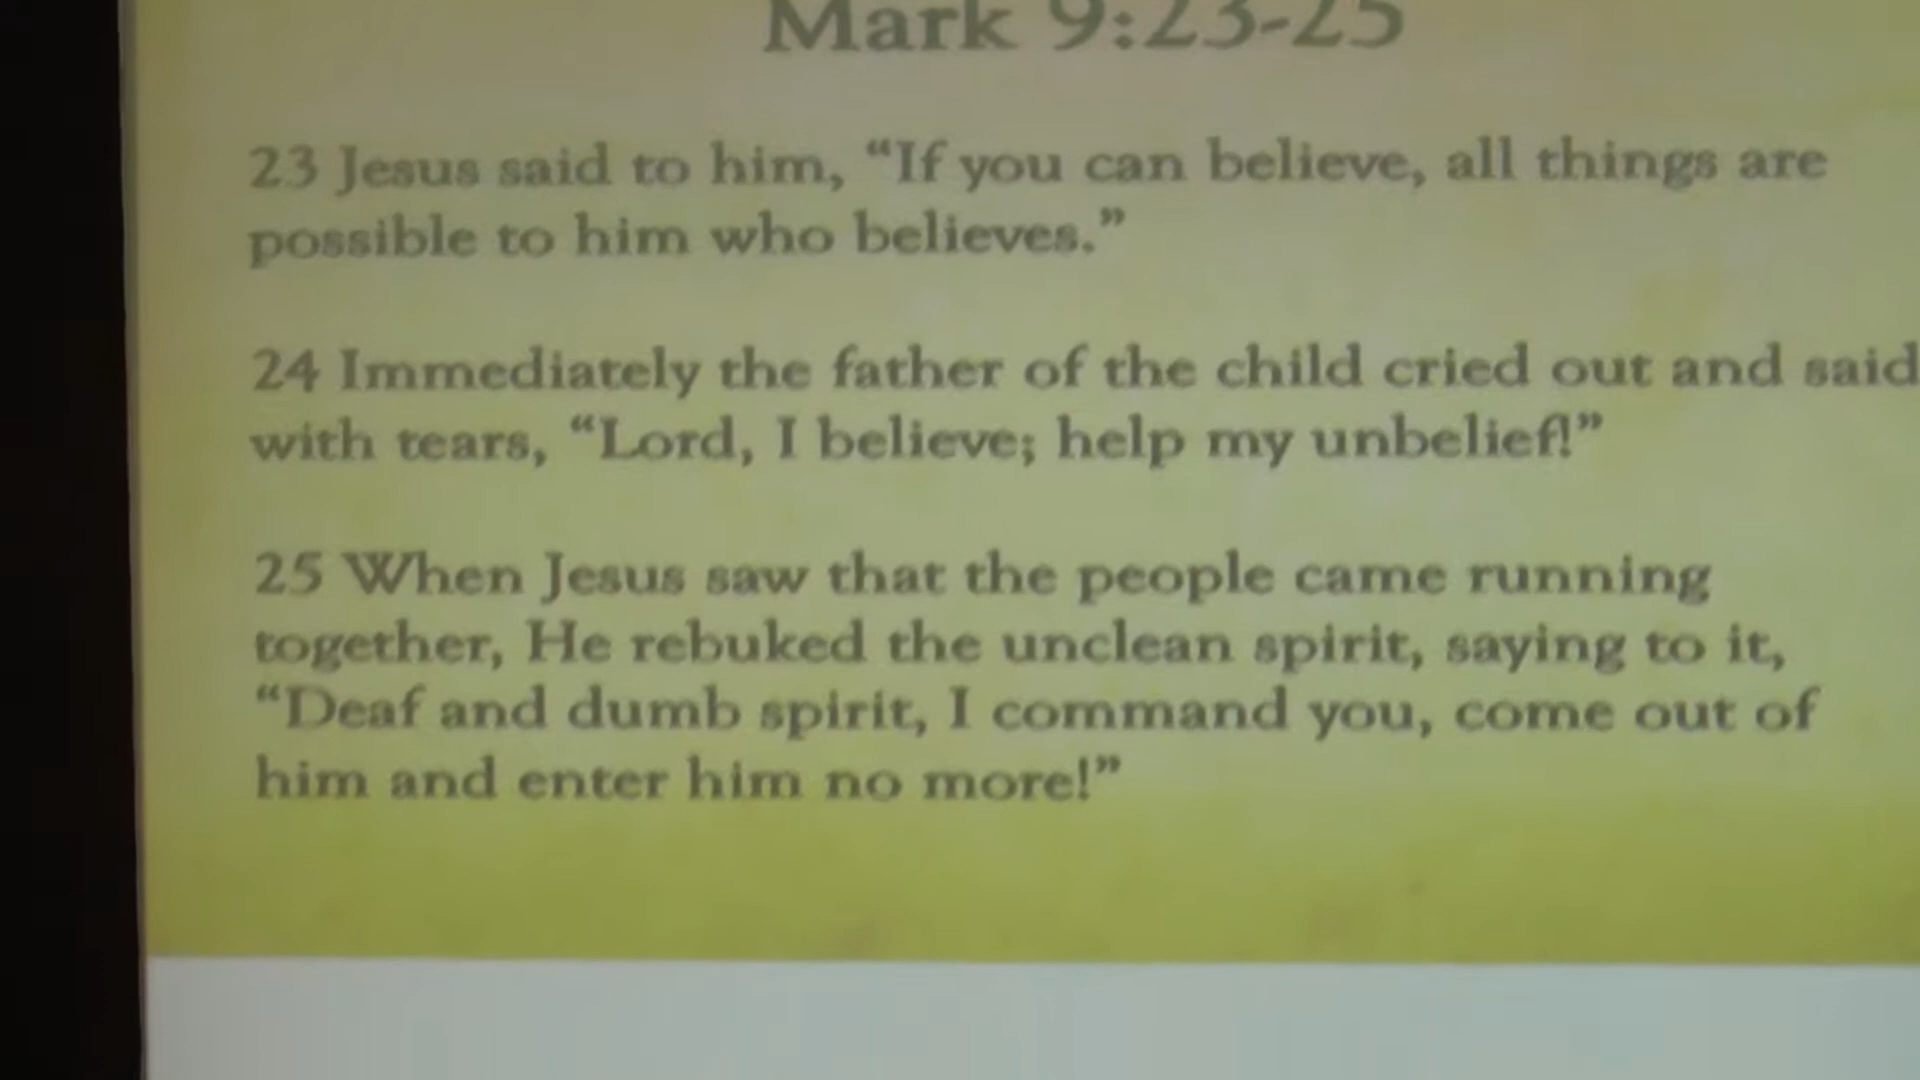 Mark 9:23-25
23 Jesus said to him, “If you can believe, all things are
possible to him who believes.”
24 Immediately the father of the child cried out and said
with tears, “Lord, I believe; help my unbelief!”
25 When Jesus saw that the people came running
together, He rebuked the unclean spirit, saying to it,
“Deaf and dumb spirit, I command you, come out of
him and enter him no more!”